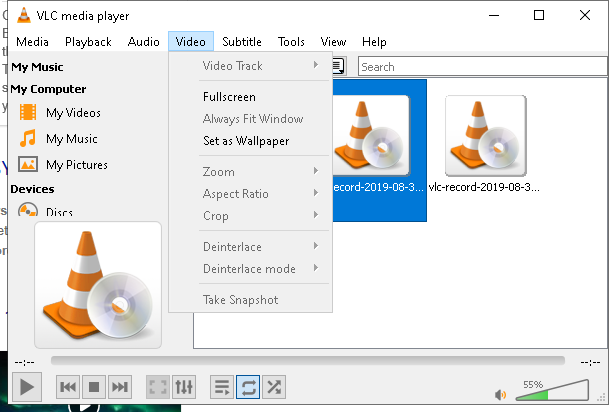 VLC media player
Media Playback Audio Video Subtitle Tools View Help
My Music
My Computer
My Videos
My Music
My Pictures
Devices
Discs
Video Track
Fullscreen
Always Fit Window
Set as Wallpaper
Zoom
Aspect Ratio
Crop
Deinterlace
Deinterlace mode
Take Snapshot
Search
record-2019-08-3...
vlc-record-2019-08-3...
--:--
--:--
55%